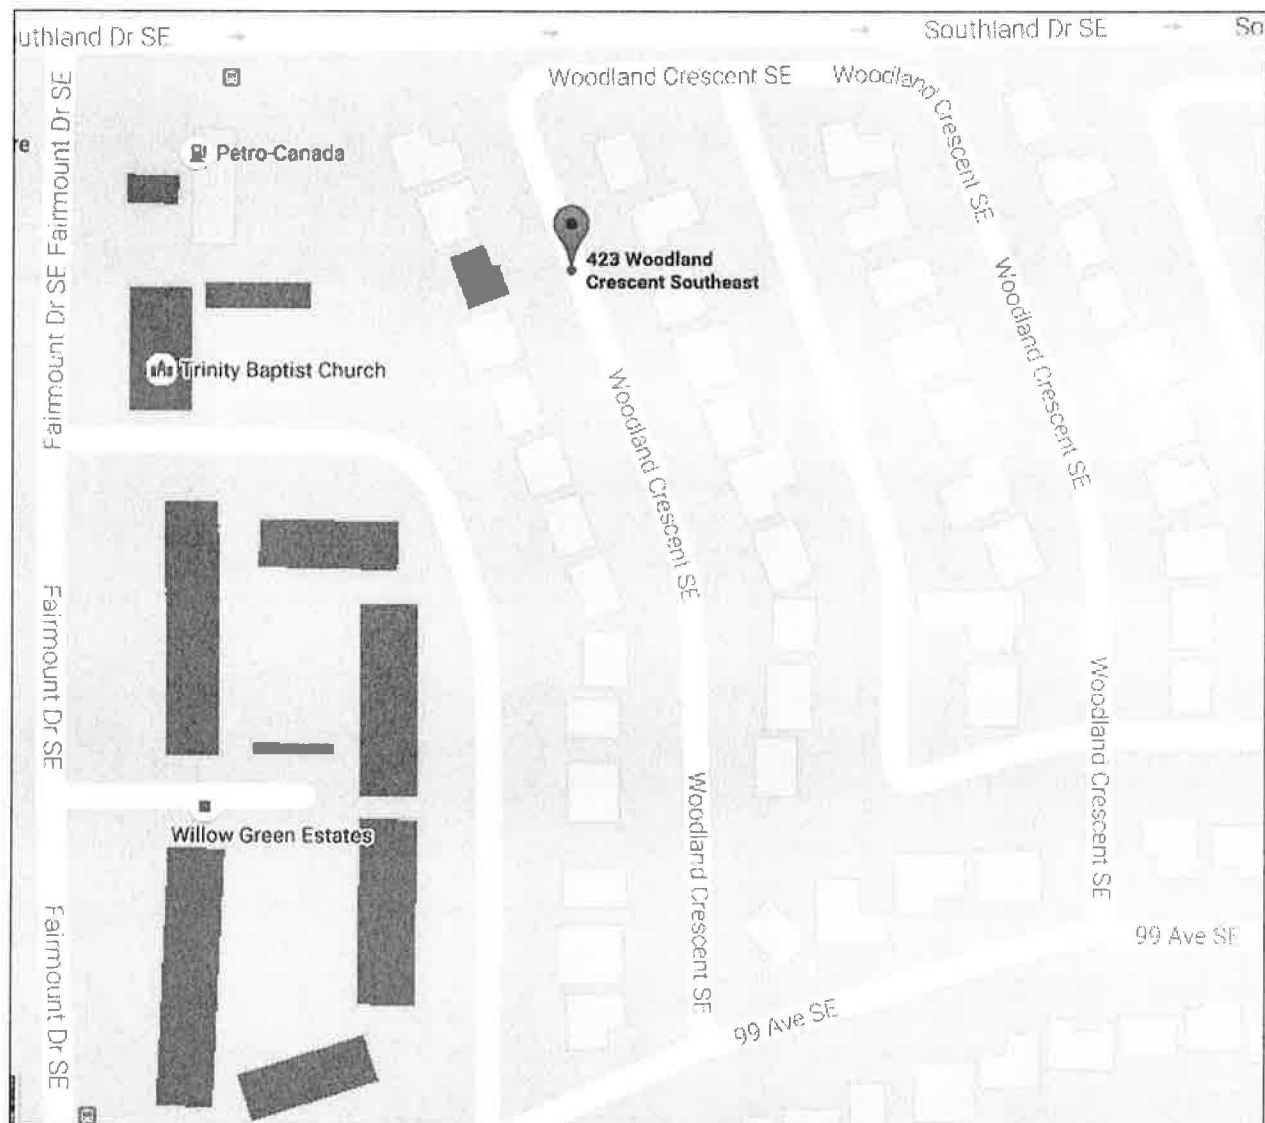 uthland Dr SE
Southland Dr SE
So
Woodland Crescent SE
Woodland Crescent SE
Fairmount Dr SE
re
Petro-Canada
Fairmount Dr SE
423 Woodland
Crescent Southeast
Woodland Crescent SE
Trinity Baptist Church
Woodland Crescent SE
Fairmount Dr SE
Woodland Crescent SE
Woodland Crescent SE
Willow Green Estates
Fairmount Dr SE
99 Ave SE
99 Ave SE